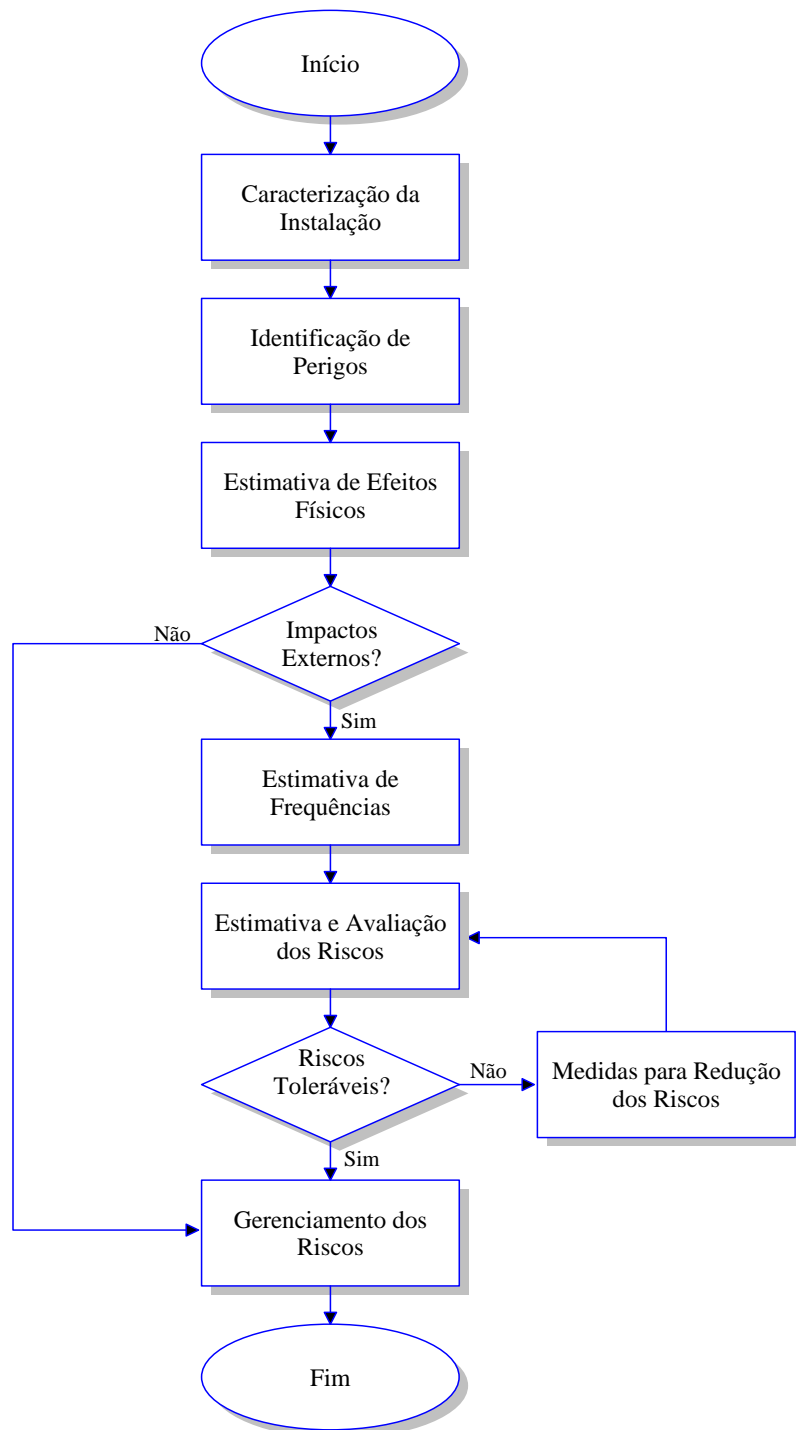 Início
Caracterização da
Instalação
Identificação de
Perigos
Estimativa de Efeitos
Físicos
Impactos
Externos?
Não
Sim
Estimativa de
Frequências
Estimativa e Avaliação
dos Riscos
Riscos
Toleráveis?
Não
Medidas para Redução
dos Riscos
Sim
Gerenciamento dos
Riscos
Fim